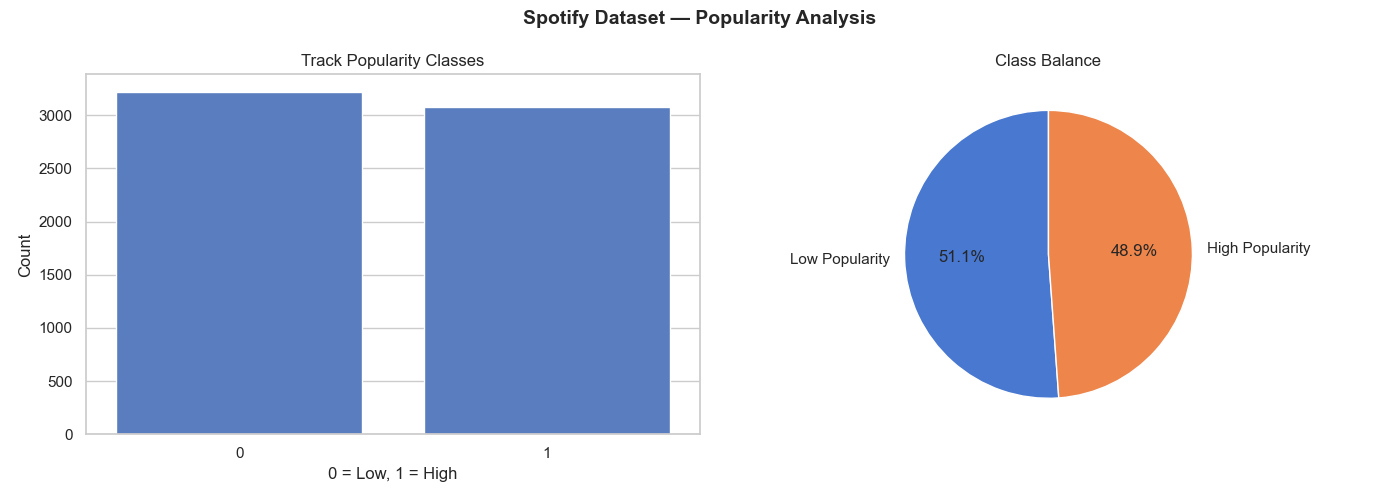 Spotify Dataset — Popularity Analysis
Track Popularity Classes
Count
3000
2500
2000
1500
1000
500
0
0 1
0 = Low, 1 = High
Class Balance
Low Popularity
51.1%
48.9%
High Popularity